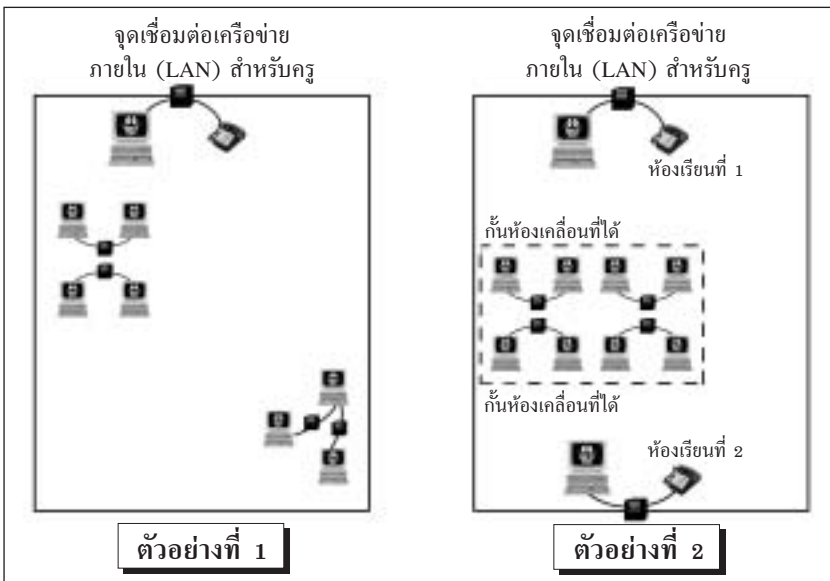 จุดเชื่อมต่อเครือข่าย
ภายใน (LAN) สำหรับครู
ตัวอย่างที่ 1
จุดเชื่อมต่อเครือข่าย
ภายใน (LAN) สำหรับครู
ห้องเรียนที่ 1
กั้นห้องเคลื่อนที่ได้
กั้นห้องเคลื่อนที่ได้
ห้องเรียนที่ 2
ตัวอย่างที่ 2